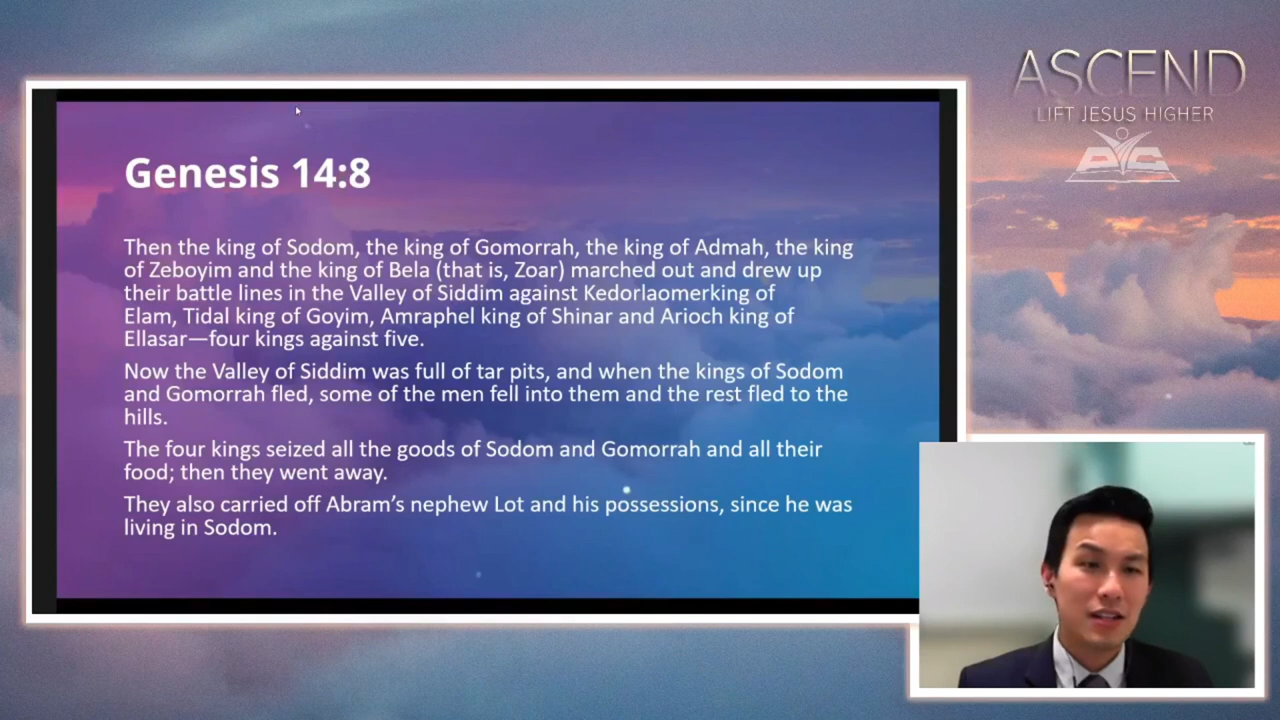 ASCEND
LIFT JESUS HIGHER
Genesis 14:8
Then the king of Sodom, the king of Gomorrah, the king of Admah, the king
of Zeboyim and the king of Bela (that is, Zoar) marched out and drew up
their battle lines in the Valley of Siddim against Kedorlaomerking of
Elam, Tidal king of Goyim, Amraphel king of Shinar and Arioch king of
Ellasar—four kings against five.
Now the Valley of Siddim was full of tar pits, and when the kings of Sodom
and Gomorrah fled, some of the men fell into them and the rest fled to the
hills.
The four kings seized all the goods of Sodom and Gomorrah and all their
food; then they went away.
They also carried off Abram’s nephew Lot and his possessions, since he was
living in Sodom.